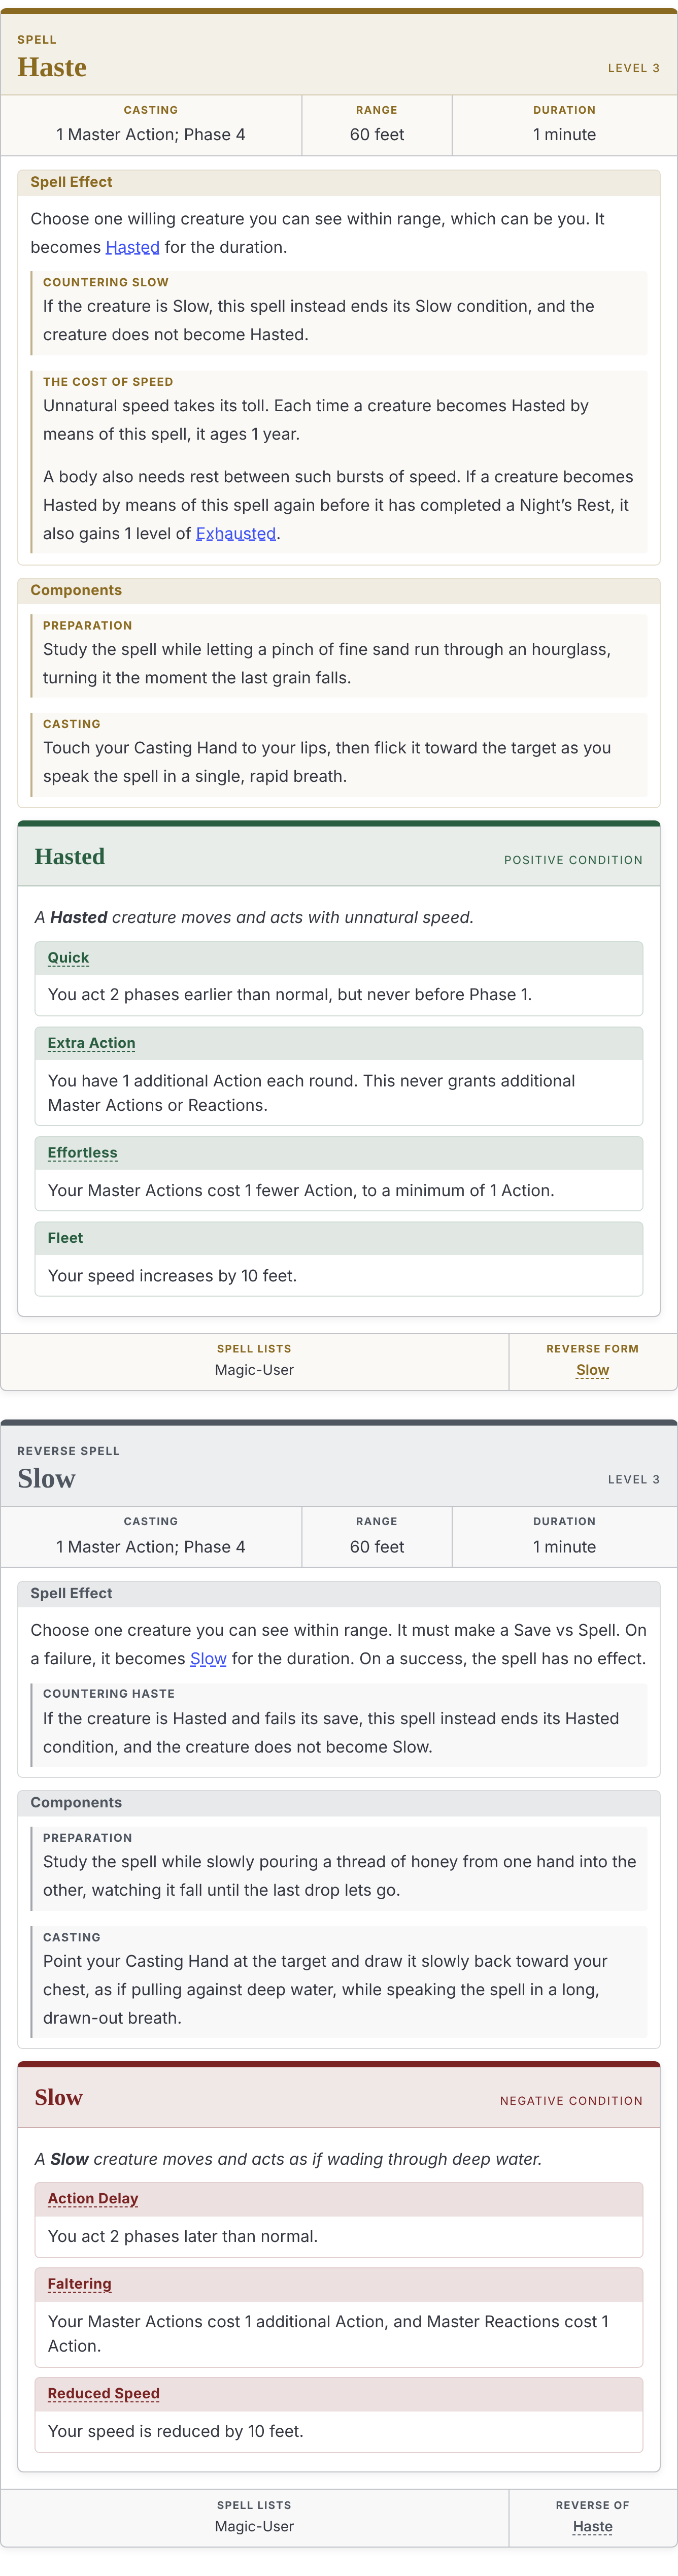 SPELL
Haste
LEVEL 3
CASTING
1 Master Action; Phase 4
RANGE
60 feet
DURATION
1 minute
Spell Effect
Choose one willing creature you can see within range, which can be you. It
becomes Hasted for the duration.
COUNTERING SLOW
If the creature is Slow, this spell instead ends its Slow condition, and the
creature does not become Hasted.
THE COST OF SPEED
Unnatural speed takes its toll. Each time a creature becomes Hasted by
means of this spell, it ages 1 year.
A body also needs rest between such bursts of speed. If a creature becomes
Hasted by means of this spell again before it has completed a Night’s Rest, it
also gains 1 level of Exhausted.
Components
PREPARATION
Study the spell while letting a pinch of fine sand run through an hourglass,
turning it the moment the last grain falls.
CASTING
Touch your Casting Hand to your lips, then flick it toward the target as you
speak the spell in a single, rapid breath.
Hasted
POSITIVE CONDITION
A Hasted creature moves and acts with unnatural speed.
Quick
You act 2 phases earlier than normal, but never before Phase 1.
Extra Action
You have 1 additional Action each round. This never grants additional
Master Actions or Reactions.
Effortless
Your Master Actions cost 1 fewer Action, to a minimum of 1 Action.
Fleet
Your speed increases by 10 feet.
SPELL LISTS
Magic-User
REVERSE FORM
Slow
REVERSE SPELL
Slow
LEVEL 3
CASTING
1 Master Action; Phase 4
RANGE
60 feet
DURATION
1 minute
Spell Effect
Choose one creature you can see within range. It must make a Save vs Spell. On
a failure, it becomes Slow for the duration. On a success, the spell has no effect.
COUNTERING HASTE
If the creature is Hasted and fails its save, this spell instead ends its Hasted
condition, and the creature does not become Slow.
Components
PREPARATION
Study the spell while slowly pouring a thread of honey from one hand into the
other, watching it fall until the last drop lets go.
CASTING
Point your Casting Hand at the target and draw it slowly back toward your
chest, as if pulling against deep water, while speaking the spell in a long,
drawn-out breath.
Slow
NEGATIVE CONDITION
A Slow creature moves and acts as if wading through deep water.
Action Delay
You act 2 phases later than normal.
Faltering
Your Master Actions cost 1 additional Action, and Master Reactions cost 1
Action.
Reduced Speed
Your speed is reduced by 10 feet.
SPELL LISTS
Magic-User
REVERSE OF
Haste